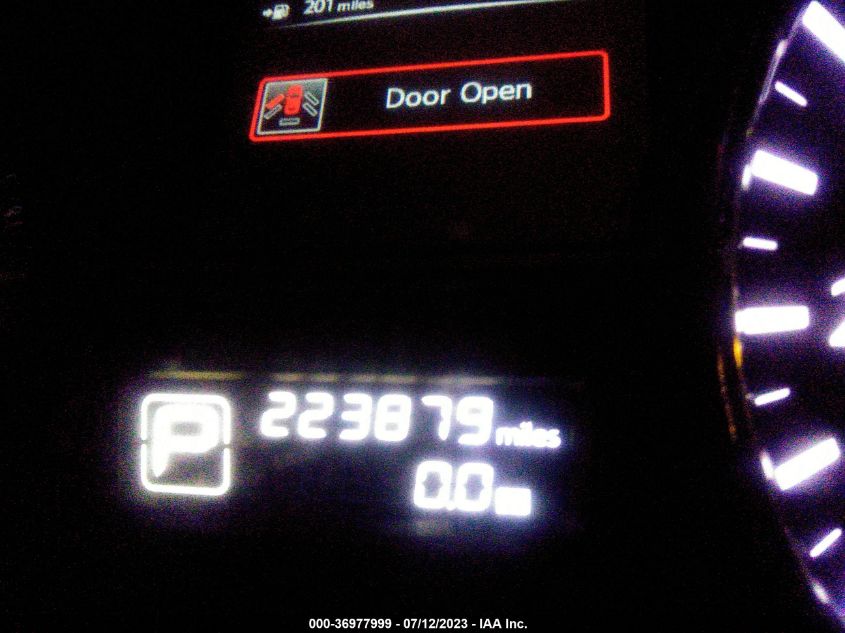 201 miles
Door Open
P
223879 miles
0.0
000-36977999 - 07/12/2023 - IAA Inc.